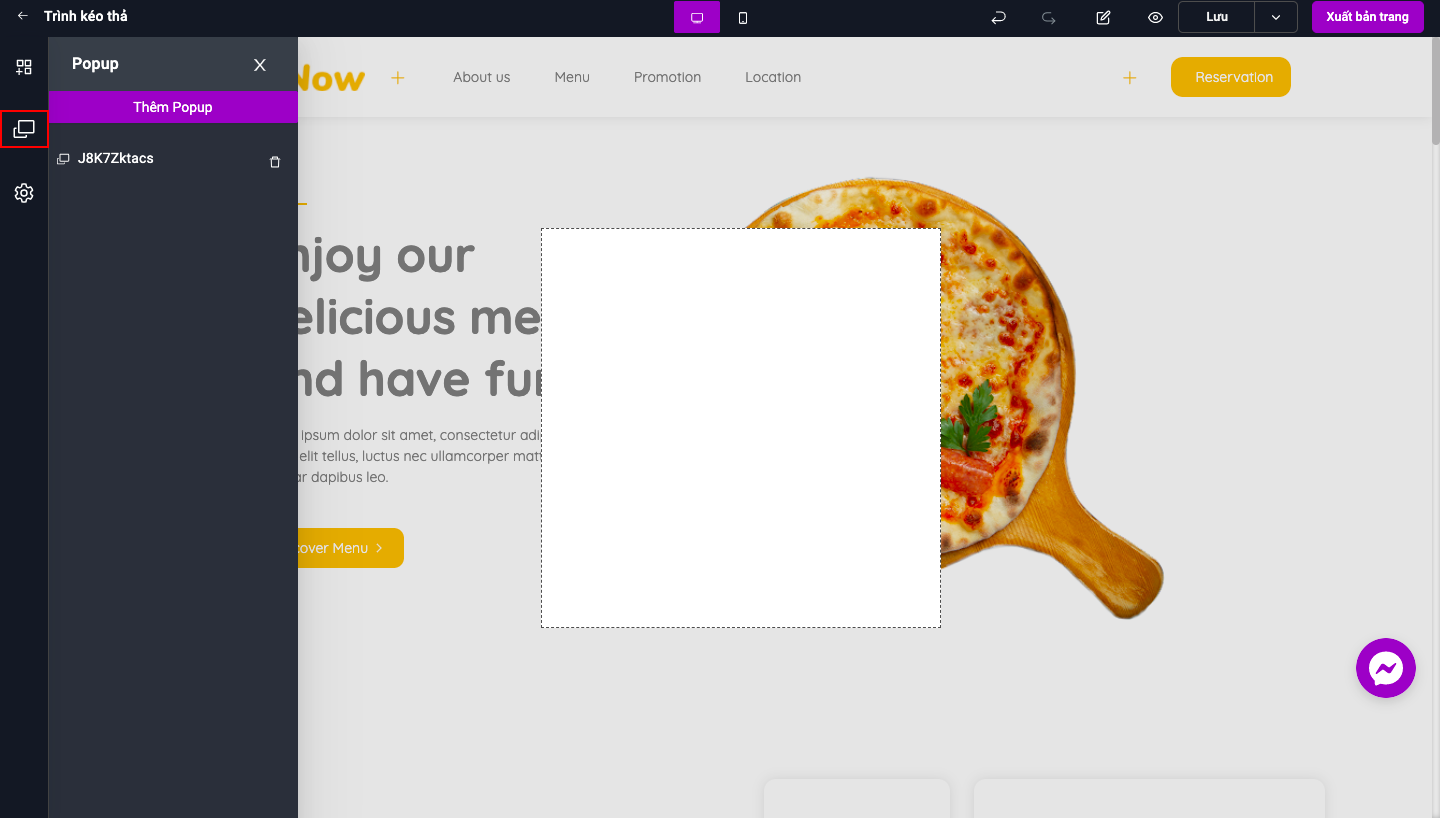 Trình kéo thả
Lưu
Xuất bản trang
Popup
X
Thêm Popup
J8K7Zktacs
Now
About us
Menu
Promotion
Location
Reservation
njoy our
elicious me
nd have fu
ipsum dolor sit amet, consectetur adi
elit tellus, luctus nec ullamcorper mat
ar dapibus leo.
cover Menu